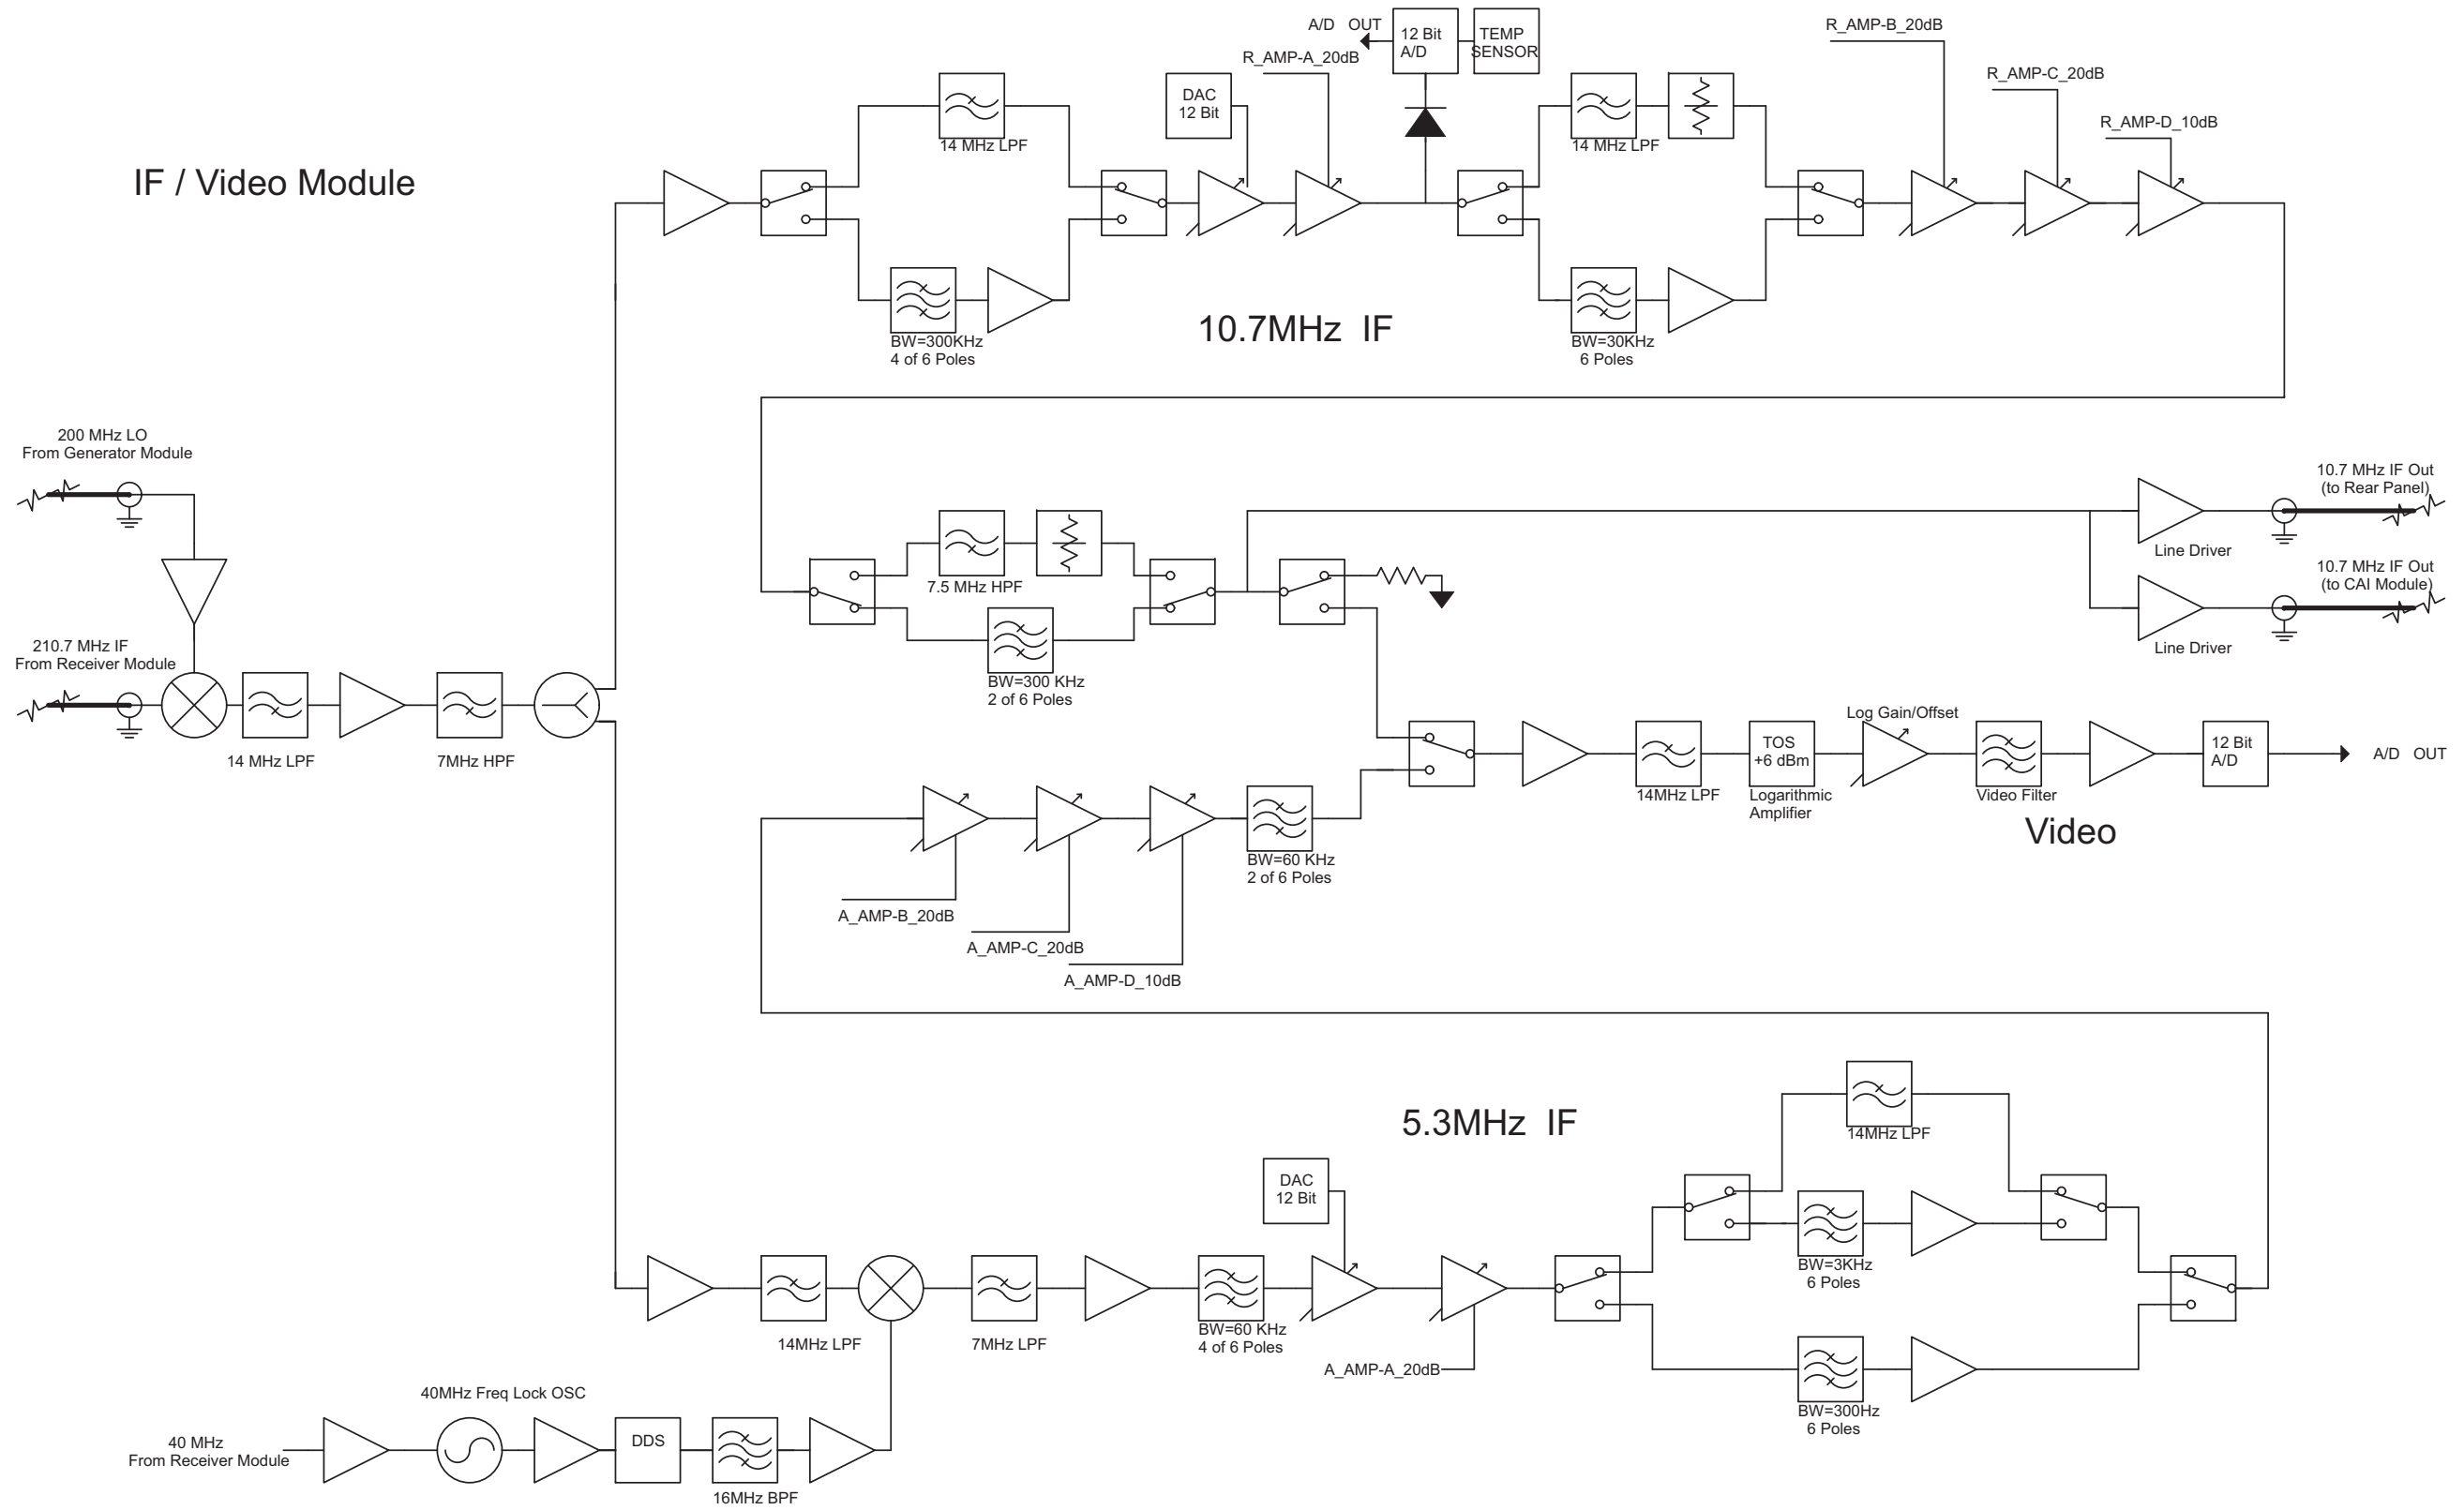 A/D OUT
12 Bit
A/D
TEMP
SENSOR
R_AMP-B_20dB
R_AMP-A_20dB
R_AMP-C_20dB
DAC
12 Bit
R_AMP-D_10dB
14 MHz LPF
14 MHz LPF
IF / Video Module
10.7MHz IF
BW=300KHz
4 of 6 Poles
BW=30KHz
6 Poles
200 MHz LO
From Generator Module
10.7 MHz IF Out
(to Rear Panel)
Line Driver
7.5 MHz HPF
10.7 MHz IF Out
(to CAI Module)
Line Driver
210.7 MHz IF
From Receiver Module
BW=300 KHz
2 of 6 Poles
14 MHz LPF
7MHz HPF
Log Gain/Offset
TOS
+6 dBm
12 Bit
A/D
A/D OUT
14MHz LPF
Logarithmic
Amplifier
Video Filter
Video
BW=60 KHz
2 of 6 Poles
A_AMP-B_20dB
A_AMP-C_20dB
A_AMP-D_10dB
5.3MHz IF
14MHz LPF
DAC
12 Bit
BW=3KHz
6 Poles
14MHz LPF
7MHz LPF
BW=60 KHz
4 of 6 Poles
A_AMP-A_20dB
40MHz Freq Lock OSC
BW=300Hz
6 Poles
40 MHz
From Receiver Module
DDS
16MHz BPF